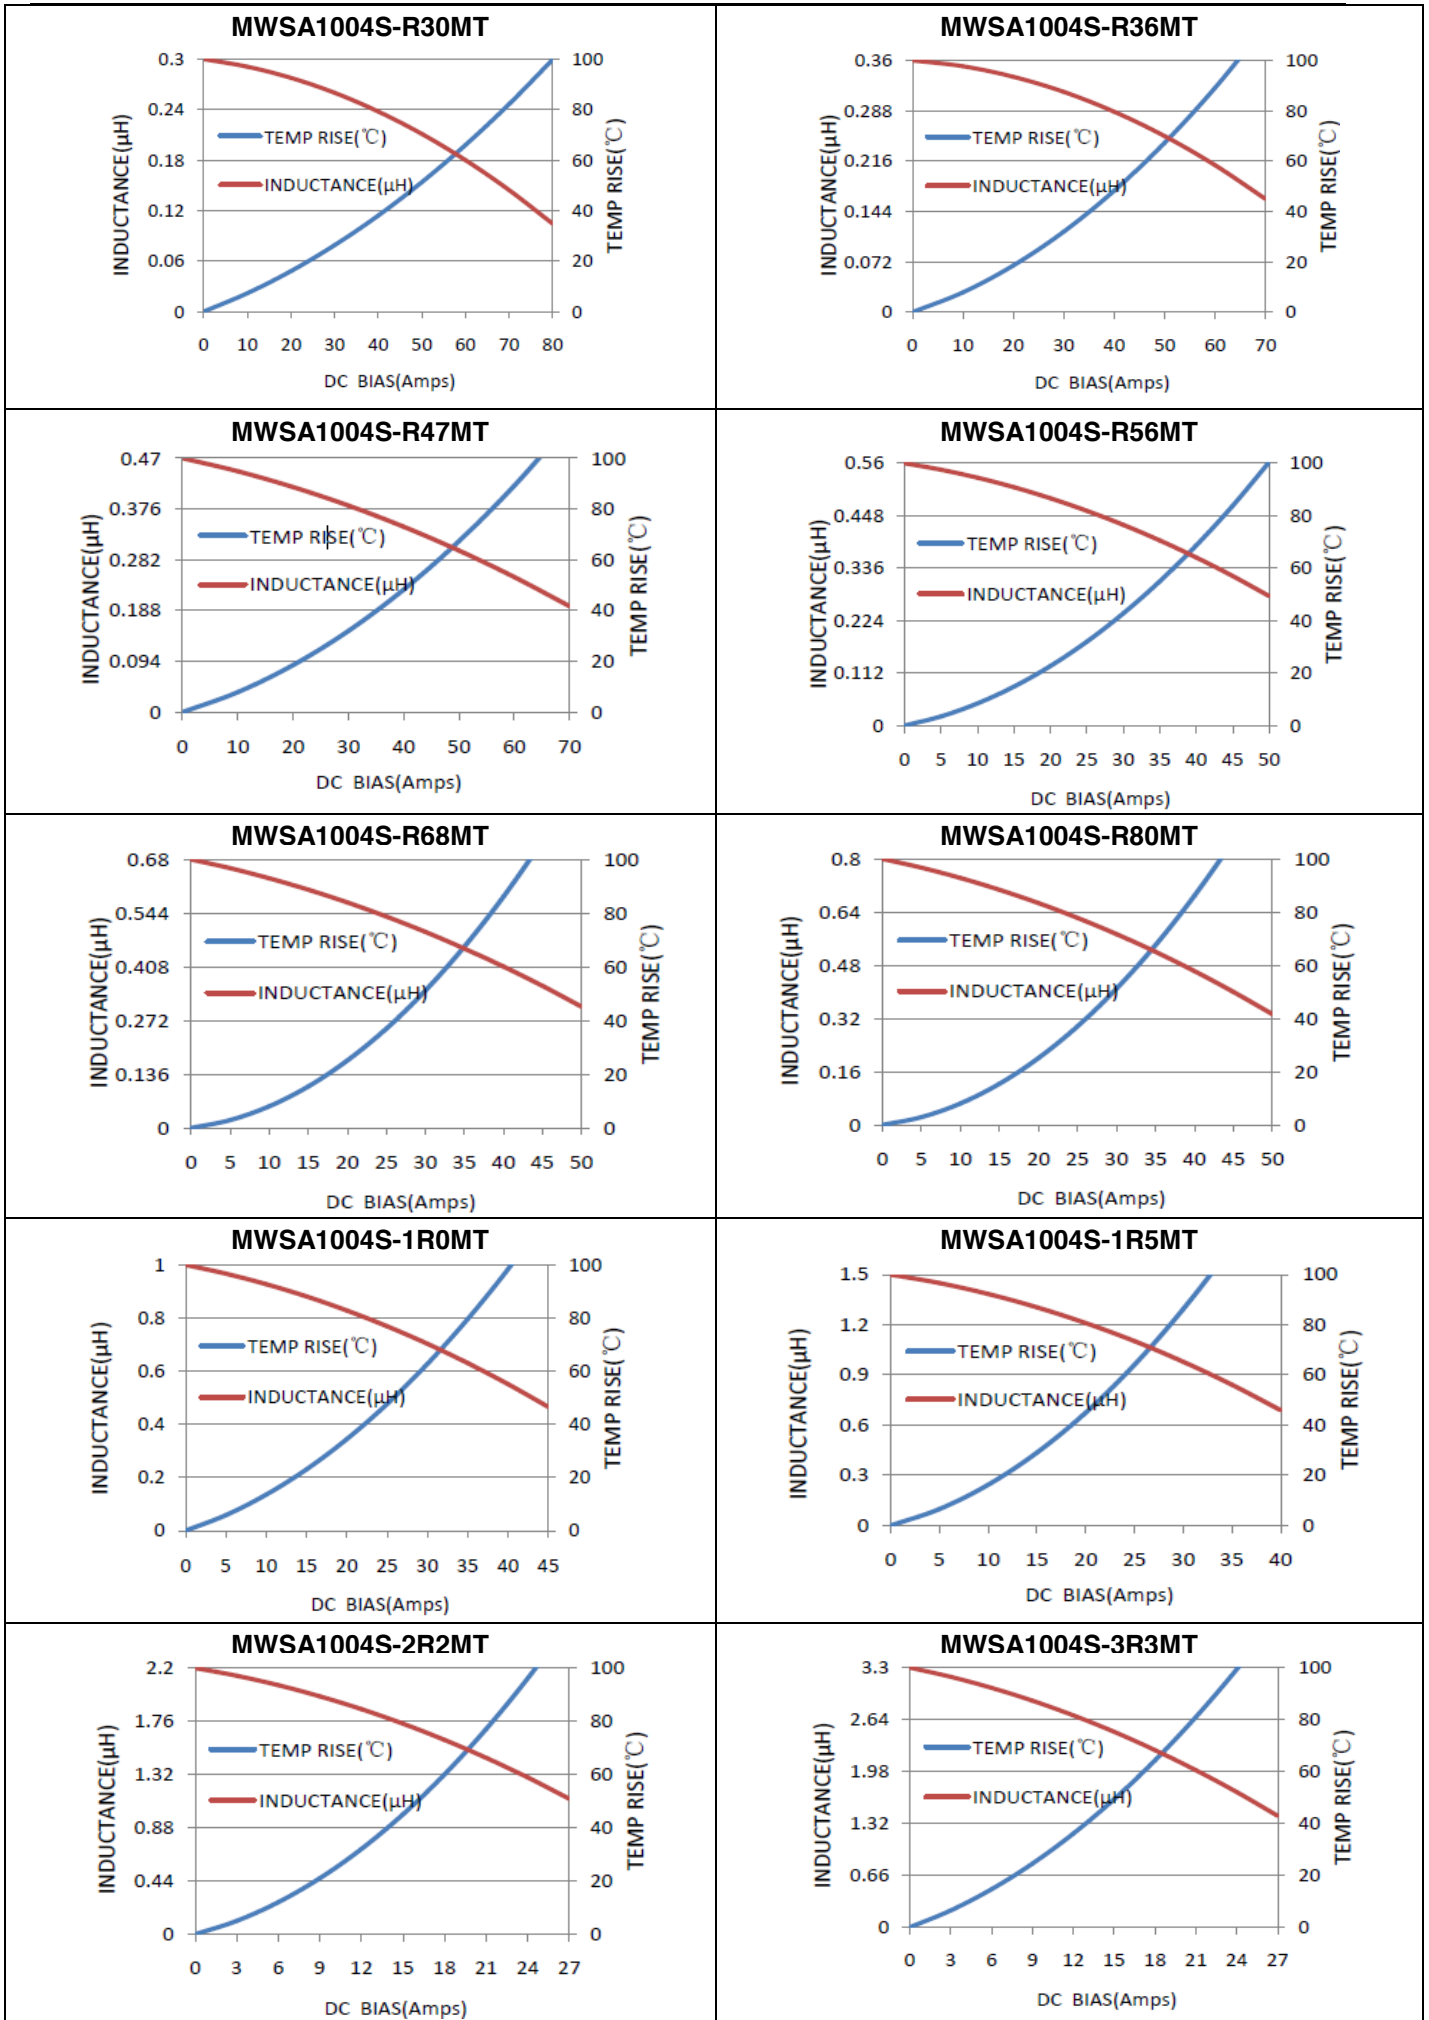 MWSA1004S-R30MT
0.3
0.24
0.18
0.12
0.06
0
INDUCTANCE(μH)
TEMP RISE(℃)
INDUCTANCE(μH)
100
80
60
40
20
0
TEMP RISE(℃)
0 10 20 30 40 50 60 70 80
DC BIAS(Amps)
MWSA1004S-R36MT
0.36
0.288
0.216
0.144
0.072
0
INDUCTANCE(μH)
TEMP RISE(℃)
INDUCTANCE(μH)
100
80
60
40
20
0
TEMP RISE(℃)
0 10 20 30 40 50 60 70
DC BIAS(Amps)
MWSA1004S-R47MT
0.47
0.376
0.282
0.188
0.094
0
INDUCTANCE(μH)
TEMP RISE(℃)
INDUCTANCE(μH)
100
80
60
40
20
0
TEMP RISE(℃)
0 10 20 30 40 50 60 70
DC BIAS(Amps)
MWSA1004S-R56MT
0.56
0.448
0.336
0.224
0.112
0
INDUCTANCE(μH)
TEMP RISE(℃)
INDUCTANCE(μH)
100
80
60
40
20
0
TEMP RISE(℃)
0 5 10 15 20 25 30 35 40 45 50
DC BIAS(Amps)
MWSA1004S-R68MT
0.68
0.544
0.408
0.272
0.136
0
INDUCTANCE(μH)
TEMP RISE(℃)
INDUCTANCE(μH)
100
80
60
40
20
0
TEMP RISE(℃)
0 5 10 15 20 25 30 35 40 45 50
DC BIAS(Amps)
MWSA1004S-R80MT
0.8
0.64
0.48
0.32
0.16
0
INDUCTANCE(μH)
TEMP RISE(℃)
INDUCTANCE(μH)
100
80
60
40
20
0
TEMP RISE(℃)
0 5 10 15 20 25 30 35 40 45 50
DC BIAS(Amps)
MWSA1004S-1R0MT
1
0.8
0.6
0.4
0.2
0
INDUCTANCE(μH)
TEMP RISE(℃)
INDUCTANCE(μH)
100
80
60
40
20
0
TEMP RISE(℃)
0 5 10 15 20 25 30 35 40 45
DC BIAS(Amps)
MWSA1004S-1R5MT
1.5
1.2
0.9
0.6
0.3
0
INDUCTANCE(μH)
TEMP RISE(℃)
INDUCTANCE(μH)
100
80
60
40
20
0
TEMP RISE(℃)
0 5 10 15 20 25 30 35 40
DC BIAS(Amps)
MWSA1004S-2R2MT
2.2
1.76
1.32
0.88
0.44
0
INDUCTANCE(μH)
TEMP RISE(℃)
INDUCTANCE(μH)
100
80
60
40
20
0
TEMP RISE(℃)
0 3 6 9 12 15 18 21 24 27
DC BIAS(Amps)
MWSA1004S-3R3MT
3.3
2.64
1.98
1.32
0.66
0
INDUCTANCE(μH)
TEMP RISE(℃)
INDUCTANCE(μH)
100
80
60
40
20
0
TEMP RISE(℃)
0 3 6 9 12 15 18 21 24 27
DC BIAS(Amps)